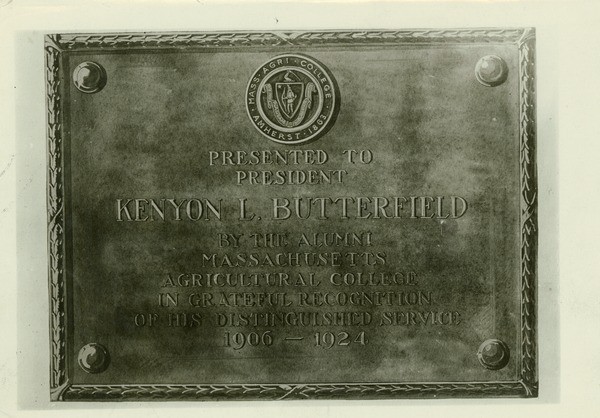 MASS · AGRI · COLLEGE
AMHERST · 1863
PRESENTED TO
PRESIDENT
KENYON L. BUTTERFIELD
BY THE ALUMNI
MASSACHUSETTS
AGRICULTURAL COLLEGE
IN GRATEFUL RECOGNITION
OF HIS DISTINGUISHED SERVICE
1906 — 1924